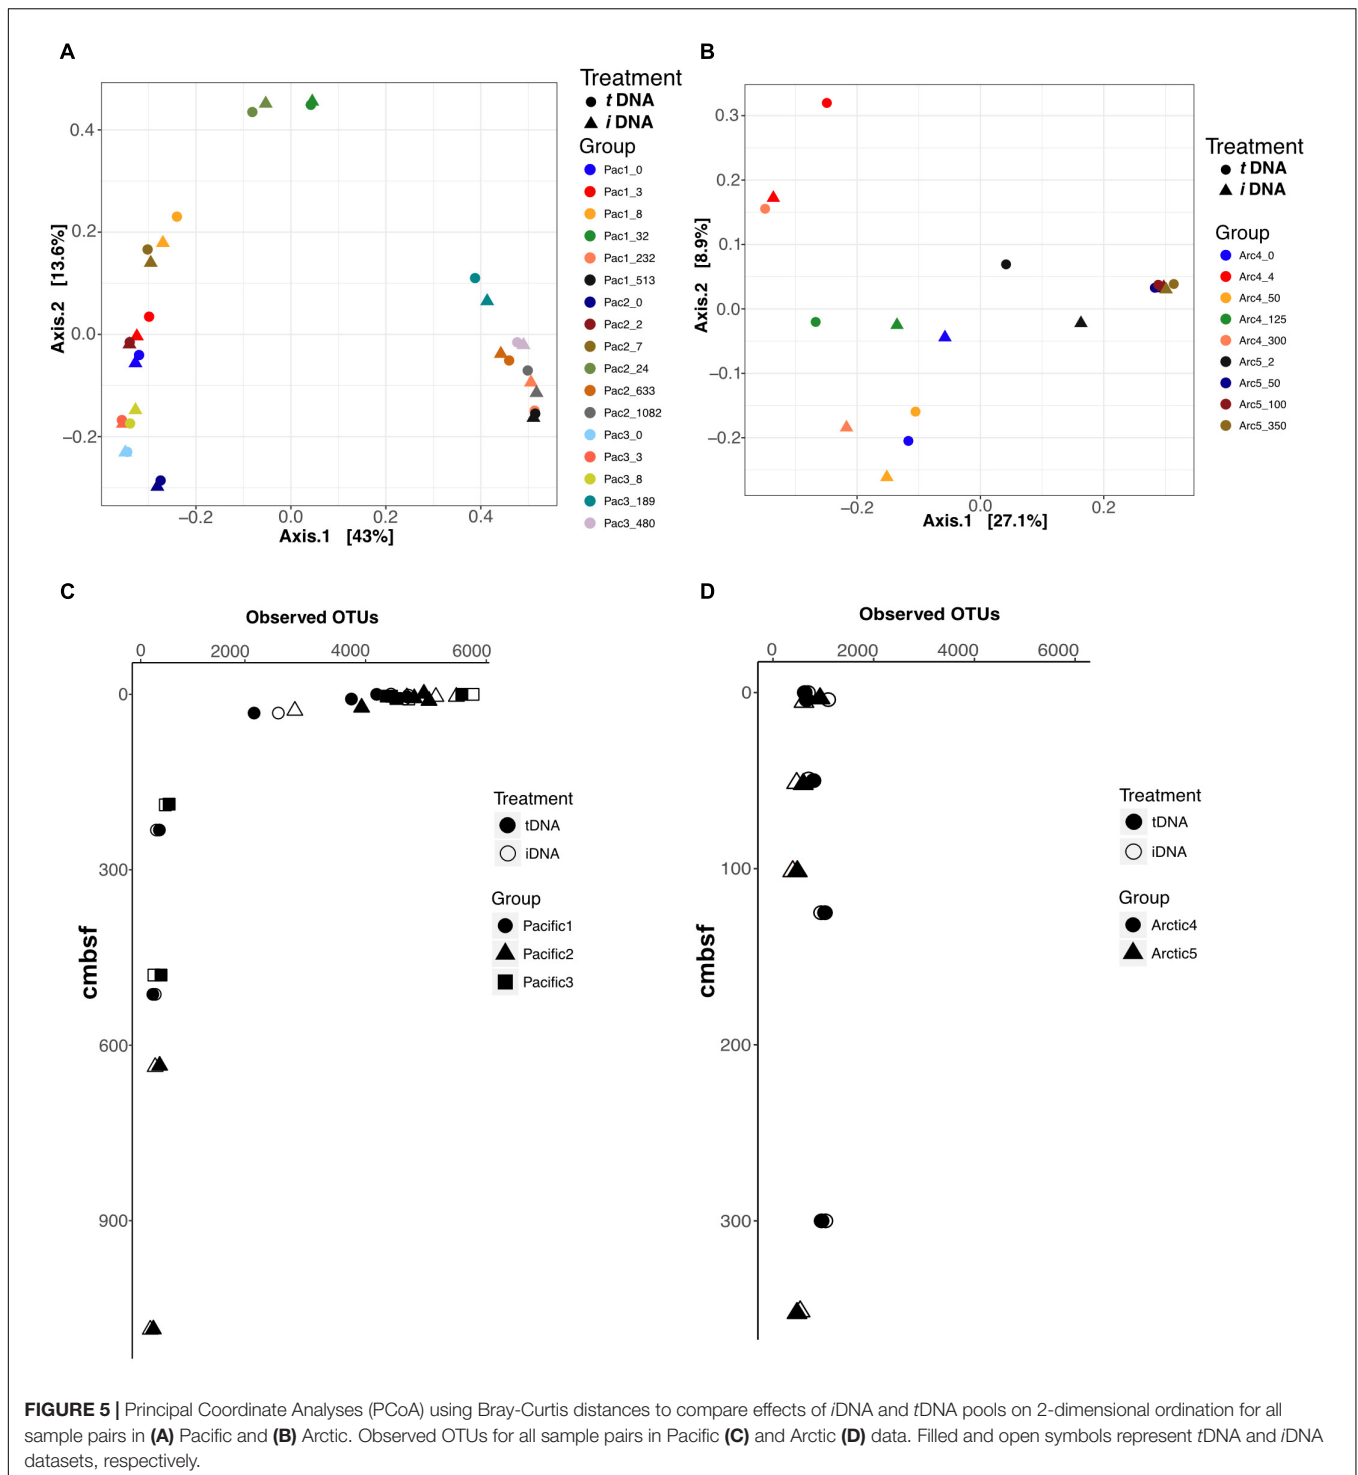 A
Treatment
t DNA
i DNA
Group
Pac1_0
Pac1_3
Pac1_8
Pac1_32
Pac1_232
Pac1_513
Pac2_0
Pac2_2
Pac2_7
Pac2_24
Pac2_633
Pac2_1082
Pac3_0
Pac3_3
Pac3_8
Pac3_189
Pac3_480
0.4
0.2
0.0
−0.2
Axis.2 [13.6%]
−0.2 0.0 0.2 0.4
Axis.1 [43%]
B
Treatment
t DNA
i DNA
Group
Arc4_0
Arc4_4
Arc4_50
Arc4_125
Arc4_300
Arc5_2
Arc5_50
Arc5_100
Arc5_350
0.3
0.2
0.1
0.0
−0.1
−0.2
Axis.2 [8.9%]
−0.2 0.0 0.2
Axis.1 [27.1%]
C
Observed OTUs
0 2000 4000 6000
0
300
600
900
cmbsf
Treatment
tDNA
iDNA
Group
Pacific1
Pacific2
Pacific3
D
Observed OTUs
0 2000 4000 6000
0
100
200
300
cmbsf
Treatment
tDNA
iDNA
Group
Arctic4
Arctic5
FIGURE 5 | Principal Coordinate Analyses (PCoA) using Bray-Curtis distances to compare effects of iDNA and tDNA pools on 2-dimensional ordination for all
sample pairs in (A) Pacific and (B) Arctic. Observed OTUs for all sample pairs in Pacific (C) and Arctic (D) data. Filled and open symbols represent tDNA and iDNA
datasets, respectively.